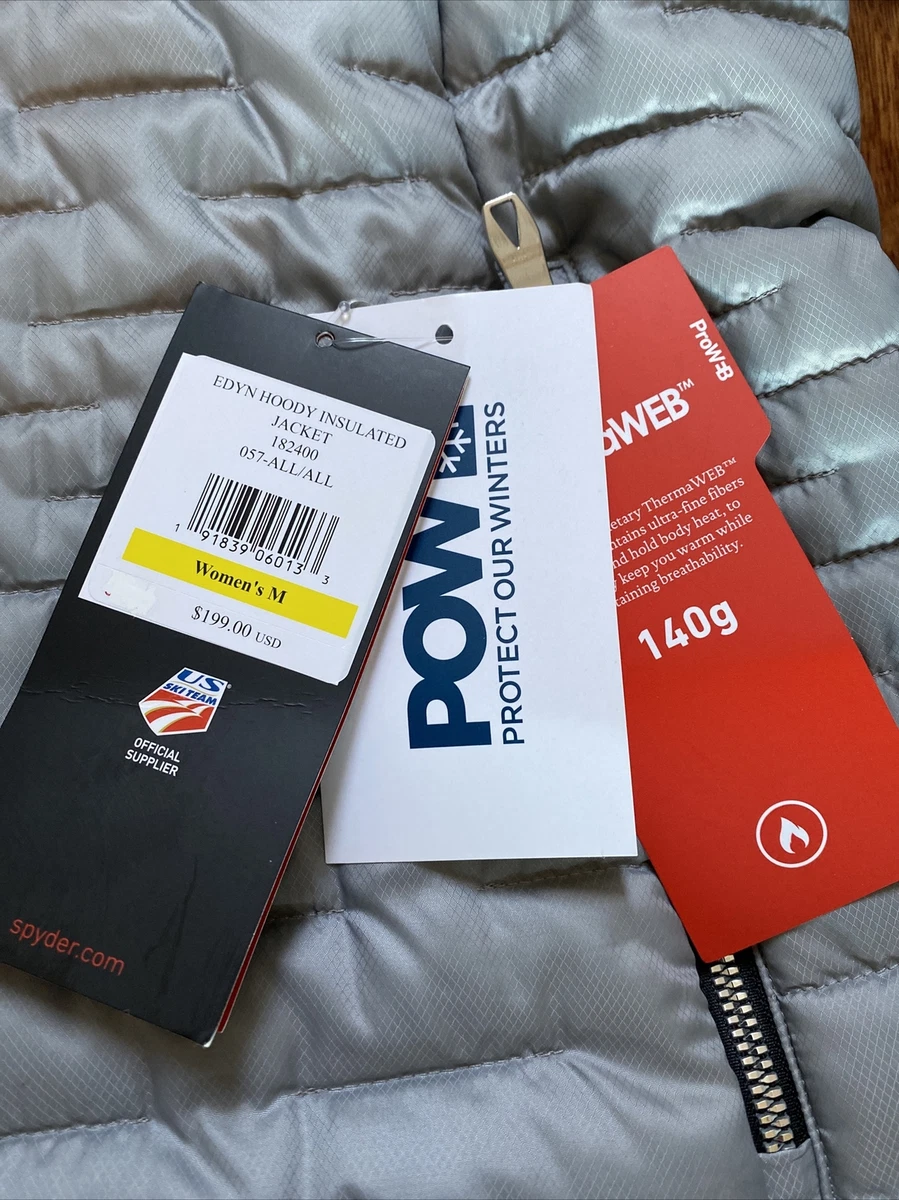 EDYN HOODY INSULATED
JACKET
182400
057-ALL/ALL
1 91839 06013 3
Women's M
$199.00 USD
US
SKI TEAM
®
OFFICIAL
SUPPLIER
spyder.com
POW
PROTECT OUR WINTERS
ProWEB
aWEB™
etary ThermaWEB™
ntains ultra-fine fibers
nd hold body heat, to
keep you warm while
taining breathability.
140g